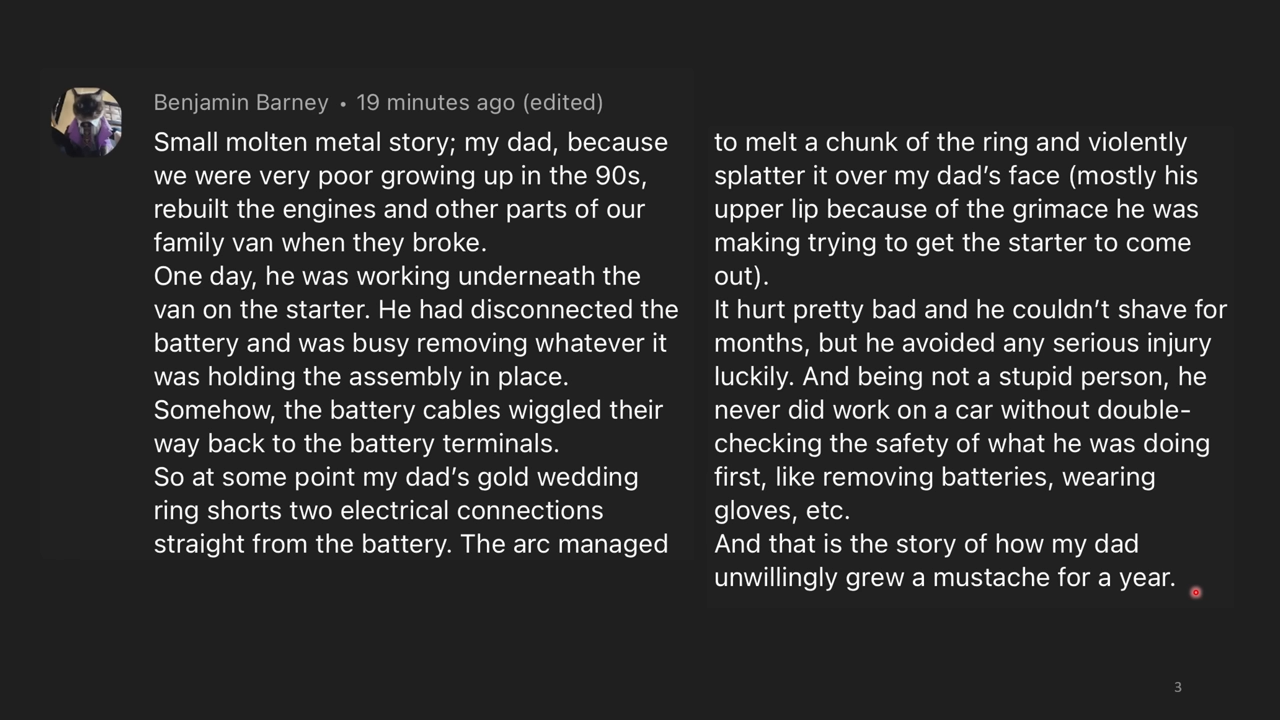 Benjamin Barney • 19 minutes ago (edited)
Small molten metal story; my dad, because
we were very poor growing up in the 90s,
rebuilt the engines and other parts of our
family van when they broke.
One day, he was working underneath the
van on the starter. He had disconnected the
battery and was busy removing whatever it
was holding the assembly in place.
Somehow, the battery cables wiggled their
way back to the battery terminals.
So at some point my dad’s gold wedding
ring shorts two electrical connections
straight from the battery. The arc managed
to melt a chunk of the ring and violently
splatter it over my dad’s face (mostly his
upper lip because of the grimace he was
making trying to get the starter to come
out).
It hurt pretty bad and he couldn’t shave for
months, but he avoided any serious injury
luckily. And being not a stupid person, he
never did work on a car without double-
checking the safety of what he was doing
first, like removing batteries, wearing
gloves, etc.
And that is the story of how my dad
unwillingly grew a mustache for a year.
3